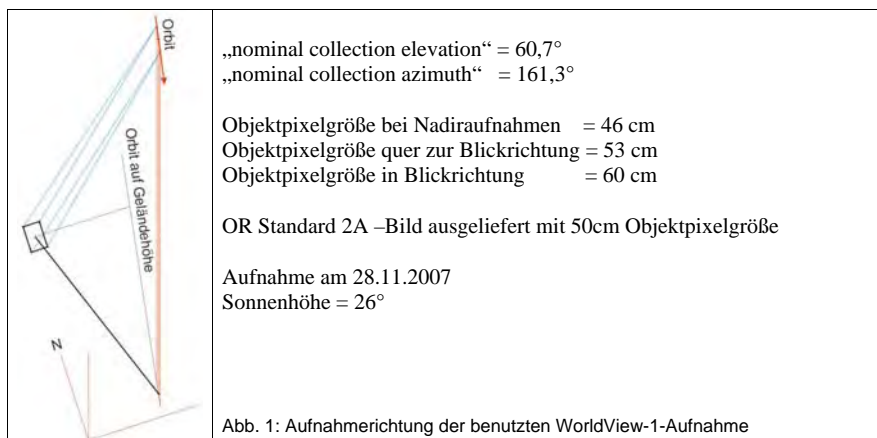 Orbit
Orbit auf Geländehöhe
N
„nominal collection elevation“ = 60,7°
„nominal collection azimuth“ = 161,3°
Objektpixelgröße bei Nadiraufnahmen = 46 cm
Objektpixelgröße quer zur Blickrichtung = 53 cm
Objektpixelgröße in Blickrichtung = 60 cm
OR Standard 2A –Bild ausgeliefert mit 50cm Objektpixelgröße
Aufnahme am 28.11.2007
Sonnenhöhe = 26°
Abb. 1: Aufnahmerichtung der benutzten WorldView-1-Aufnahme